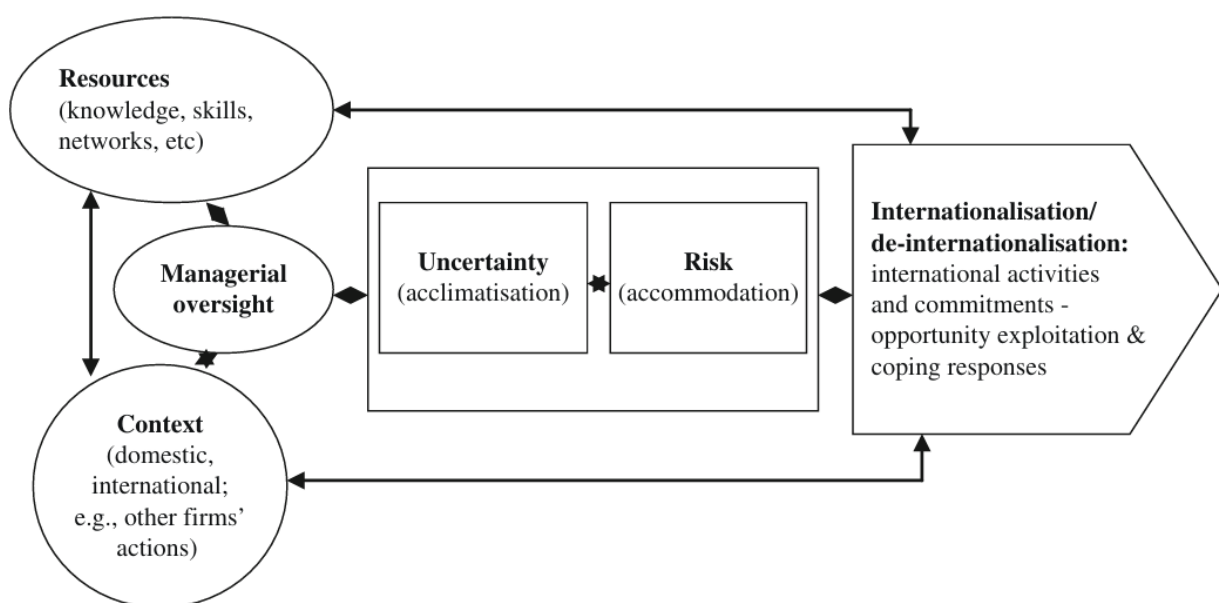 Resources
(knowledge, skills,
networks, etc)
Managerial
oversight
Context
(domestic,
international;
e.g., other firms’
actions)
Uncertainty
(acclimatisation)
Risk
(accommodation)
Internationalisation/
de-internationalisation:
international activities
and commitments -
opportunity exploitation &
coping responses